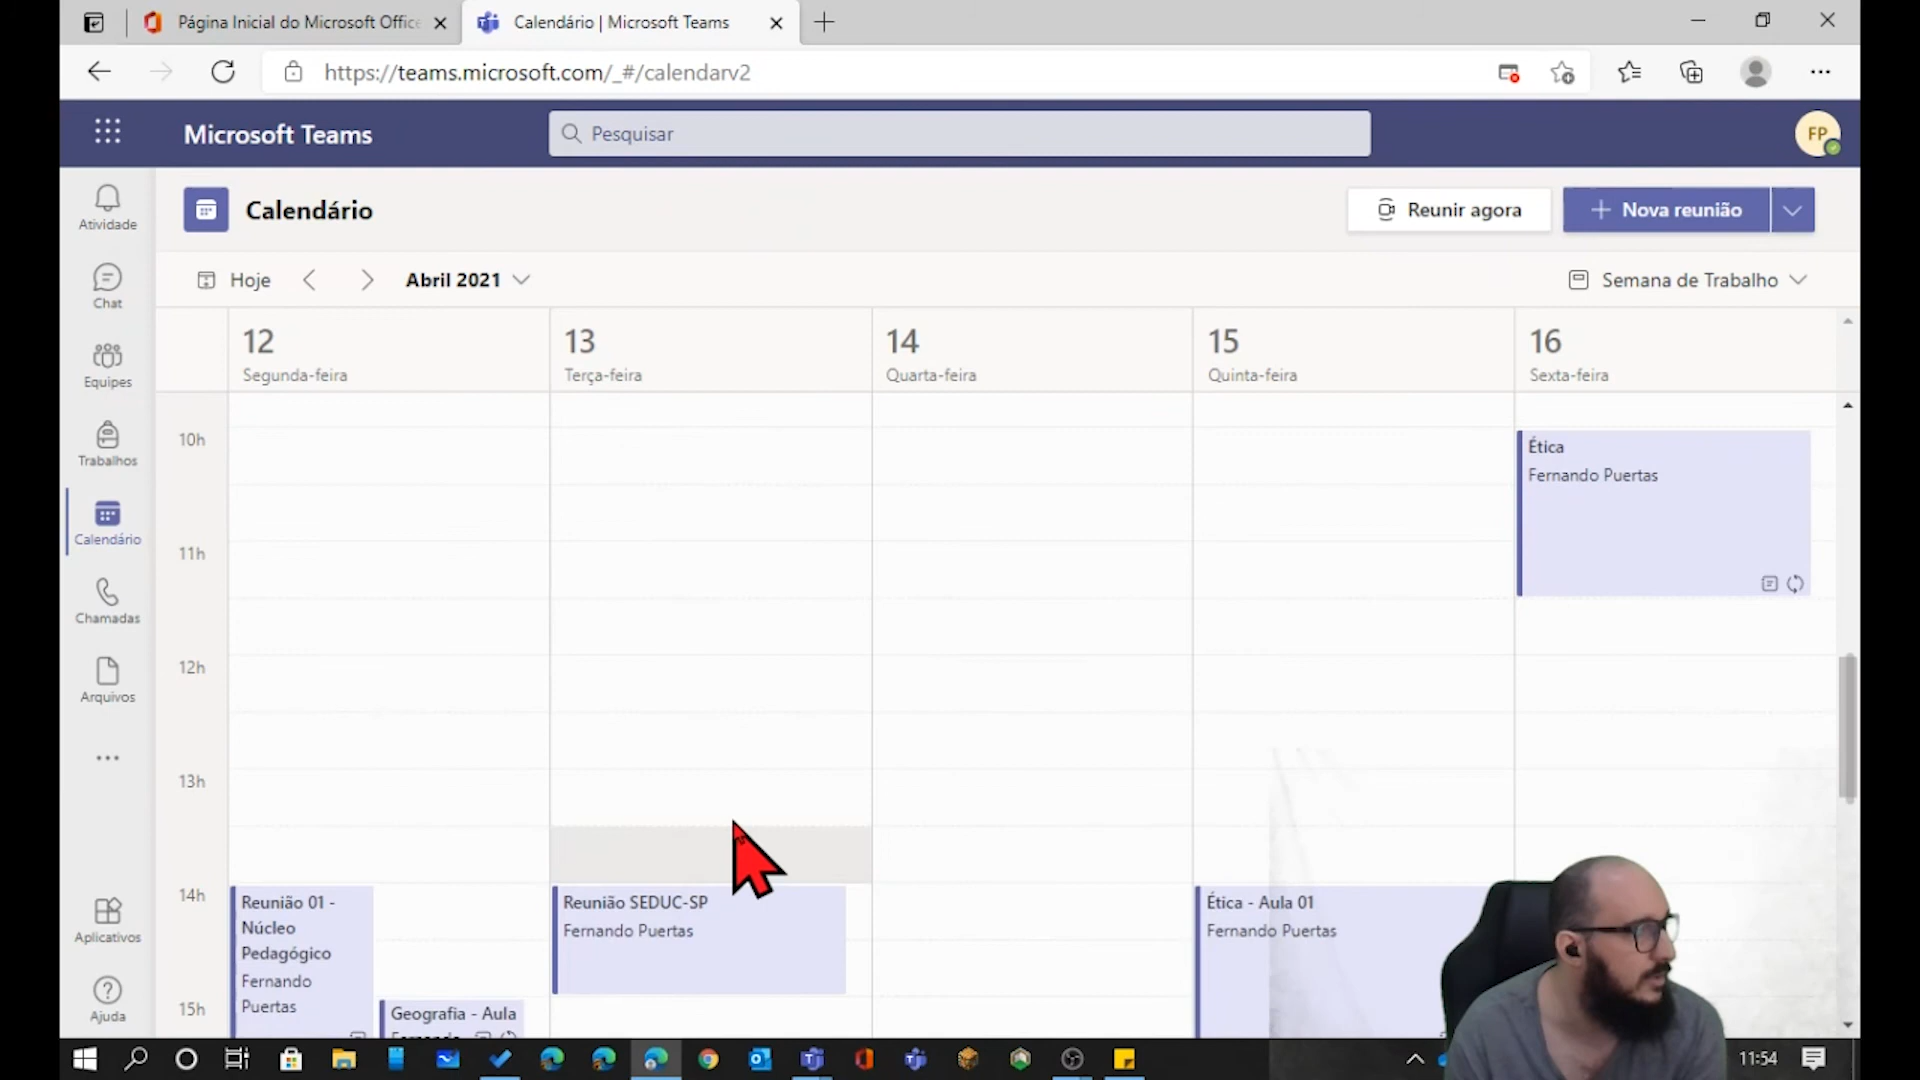 Página Inicial do Microsoft Office
Calendário | Microsoft Teams
https://teams.microsoft.com/_#/calendarv2
Microsoft Teams
Pesquisar
FP
Atividade
Chat
Equipes
Trabalhos
Calendário
Chamadas
Arquivos
Aplicativos
Ajuda
Calendário
Reunir agora
Nova reunião
Hoje
Abril 2021
Semana de Trabalho
12
Segunda-feira
13
Terça-feira
14
Quarta-feira
15
Quinta-feira
16
Sexta-feira
10h
11h
12h
13h
14h
15h
Ética
Fernando Puertas
Reunião 01 -
Núcleo
Pedagógico
Fernando
Puertas
Geografia - Aula
Fernando
Reunião SEDUC-SP
Fernando Puertas
Ética - Aula 01
Fernando Puertas
11:54